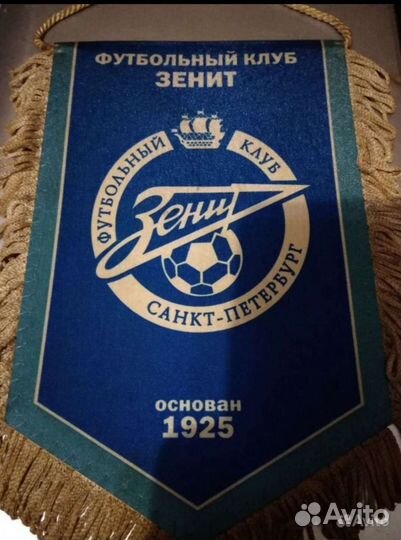 ФУТБОЛЬНЫЙ КЛУБ
ЗЕНИТ
ФУТБОЛЬНЫЙ КЛУБ
Зенит
САНКТ-ПЕТЕРБУРГ
основан
1925
Avito